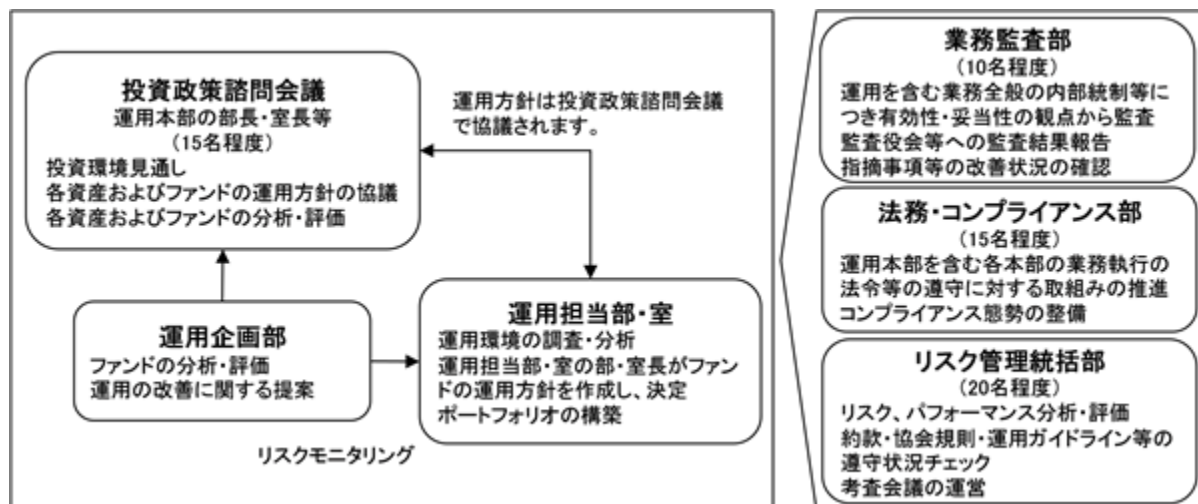 投資政策諮問会議
運用本部の部長・室長等
(15名程度)
投資環境見通し
各資産およびファンドの運用方針の協議
各資産およびファンドの分析・評価
運用方針は投資政策諮問会議
で協議されます。
運用企画部
ファンドの分析・評価
運用の改善に関する提案
運用担当部・室
運用環境の調査・分析
運用担当部・室の部・室長がファン
ドの運用方針を作成し、決定
ポートフォリオの構築
リスクモニタリング
業務監査部
(10名程度)
運用を含む業務全般の内部統制等に
つき有効性・妥当性の観点から監査
監査役会等への監査結果報告
指摘事項等の改善状況の確認
法務・コンプライアンス部
(15名程度)
運用本部を含む各本部の業務執行の
法令等の遵守に対する取組みの推進
コンプライアンス態勢の整備
リスク管理統括部
(20名程度)
リスク、パフォーマンス分析・評価
約款・協会規則・運用ガイドライン等の
遵守状況チェック
考査会議の運営